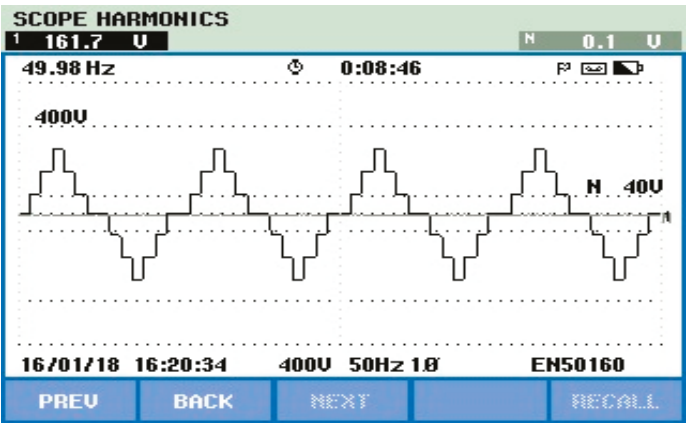 SCOPE HARMONICS
1 161.7 V N 0.1 V
49.98 Hz 0:08:46
400V
N 40V
1
16/01/18 16:20:34 400V 50Hz 1Ø EN50160
PREV BACK NEXT RECALL